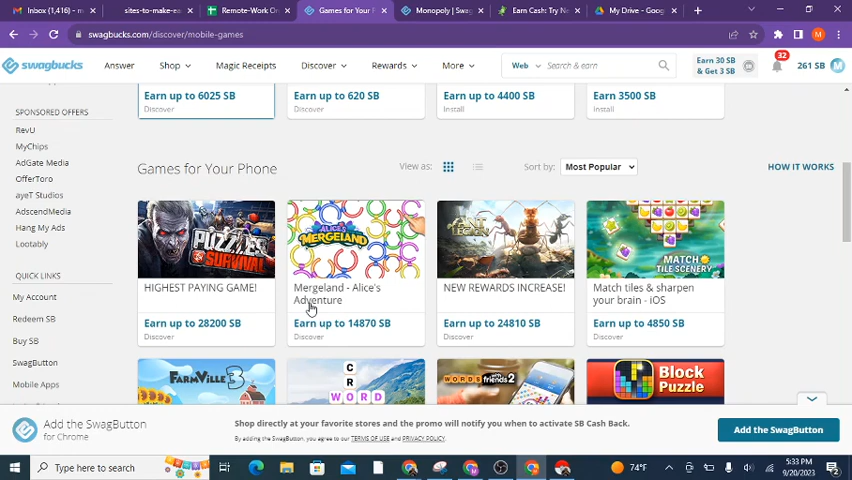 Inbox (1,416) - m
sites-to-make-ea
Remote-Work On
Games for Your P
Monopoly | Swag
Earn Cash: Try Ne
My Drive - Goog
swagbucks.com/discover/mobile-games
swagbucks
Answer
Shop
Magic Receipts
Discover
Rewards
More
Web
Search & earn
Earn 30 SB
& Get 3 SB
32
261 SB
M
SPONSORED OFFERS
RevU
MyChips
AdGate Media
OfferToro
ayeT Studios
AdscendMedia
Hang My Ads
Lootably
QUICK LINKS
My Account
Redeem SB
Buy SB
SwagButton
Mobile Apps
Earn up to 6025 SB
Discover
Earn up to 620 SB
Discover
Earn up to 4400 SB
Install
Earn 3500 SB
Install
Games for Your Phone
View as:
Sort by:
Most Popular
HOW IT WORKS
PUZZLES
SURVIVAL
HIGHEST PAYING GAME!
Earn up to 28200 SB
Discover
ALICE'S
MERGELAND
Mergeland - Alice's
Adventure
Earn up to 14870 SB
Discover
ANT
LEGION
NEW REWARDS INCREASE!
Earn up to 24810 SB
Discover
MATCH
TILE SCENERY
Match tiles & sharpen
your brain - iOS
Earn up to 4850 SB
Discover
FARMVILLE 3
C
R
WORD
WORDS
friends 2
Block
Puzzle
Add the SwagButton
for Chrome
Shop directly at your favorite stores and the promo will notify you when to activate SB Cash Back.
By adding the SwagButton, you agree to our TERMS OF USE and PRIVACY POLICY.
Add the SwagButton
Type here to search
74°F
5:33 PM
9/20/2023
2